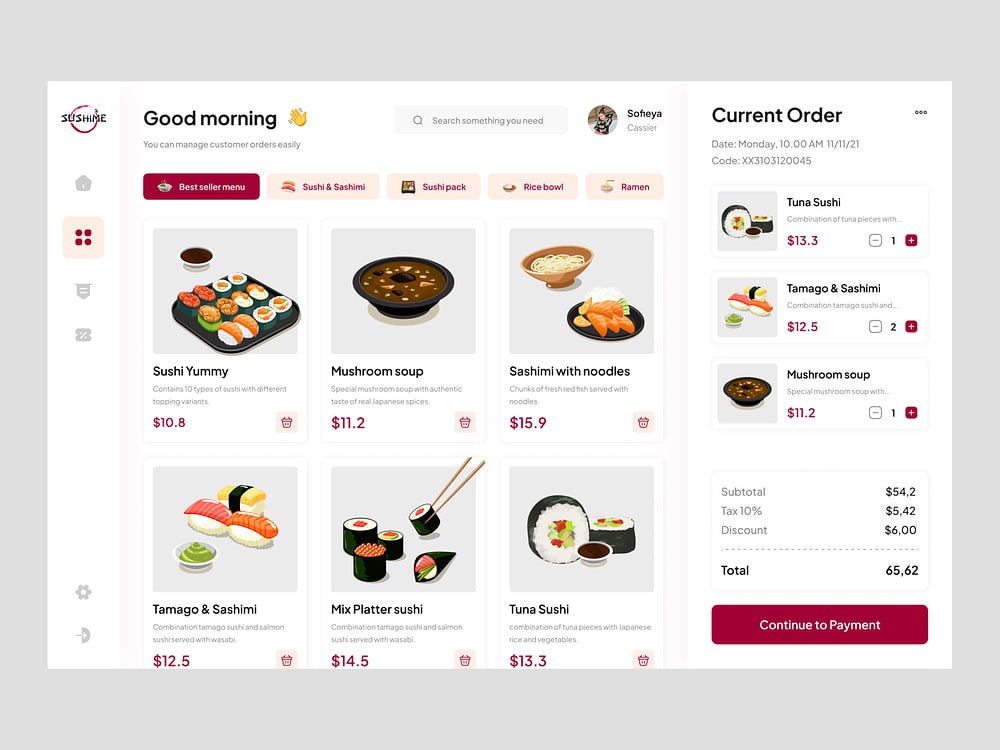 SUSHiME
Good morning 👋
You can manage customer orders easily
Search something you need
Sofieya
Cassier
Best seller menu
Sushi & Sashimi
Sushi pack
Rice bowl
Ramen
Sushi Yummy
Contains 10 types of sushi with different
topping variants.
$10.8
Mushroom soup
Special mushroom soup with authentic
taste of real Japanese spices.
$11.2
Sashimi with noodles
Chunks of fresh red fish served with
noodles.
$15.9
Tamago & Sashimi
Combination tamago sushi and salmon
sushi served with wasabi.
$12.5
Mix Platter sushi
Combination tamago sushi and salmon
sushi served with wasabi.
$14.5
Tuna Sushi
combination of tuna pieces with Japanese
rice and vegetables.
$13.3
Current Order
Date: Monday, 10.00 AM 11/11/21
Code: XX3103120045
Tuna Sushi
Combination of tuna pieces with...
$13.3
1
Tamago & Sashimi
Combination tamago sushi and...
$12.5
2
Mushroom soup
Special mushroom soup with...
$11.2
1
Subtotal $54,2
Tax 10% $5,42
Discount $6,00
Total 65,62
Continue to Payment